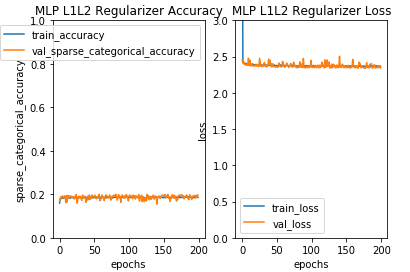 MLP L1L2 Regularizer Accuracy
1.0
0.8
0.6
0.4
0.2
0.0
0
50
100
150
200
sparse_categorical_accuracy
epochs
train_accuracy
val_sparse_categorical_accuracy
MLP L1L2 Regularizer Loss
3.0
2.5
2.0
1.5
1.0
0.5
0.0
0
50
100
150
200
loss
epochs
train_loss
val_loss